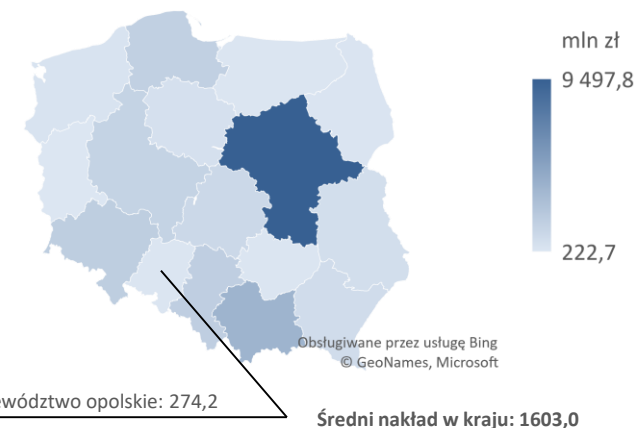 mln zł
9 497,8
222,7
Obsługiwane przez usługę Bing
© GeoNames, Microsoft
ewództwo opolskie: 274,2
Średni nakład w kraju: 1603,0